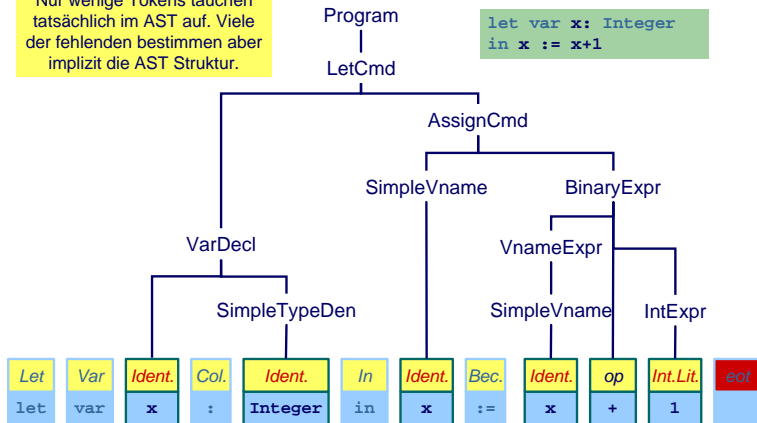 Nur wenige Tokens tauchen
tatsächlich im AST auf. Viele
der fehlenden bestimmen aber
implizit die AST Struktur.
Program
let var x: Integer
in x := x+1
LetCmd
AssignCmd
SimpleVname BinaryExpr
VarDecl VnameExpr
SimpleTypeDen SimpleVname IntExpr
Let Var Ident. Col. Ident. In Ident. Bec. Ident. op Int.Lit. eot
let var x : Integer in x := x + 1